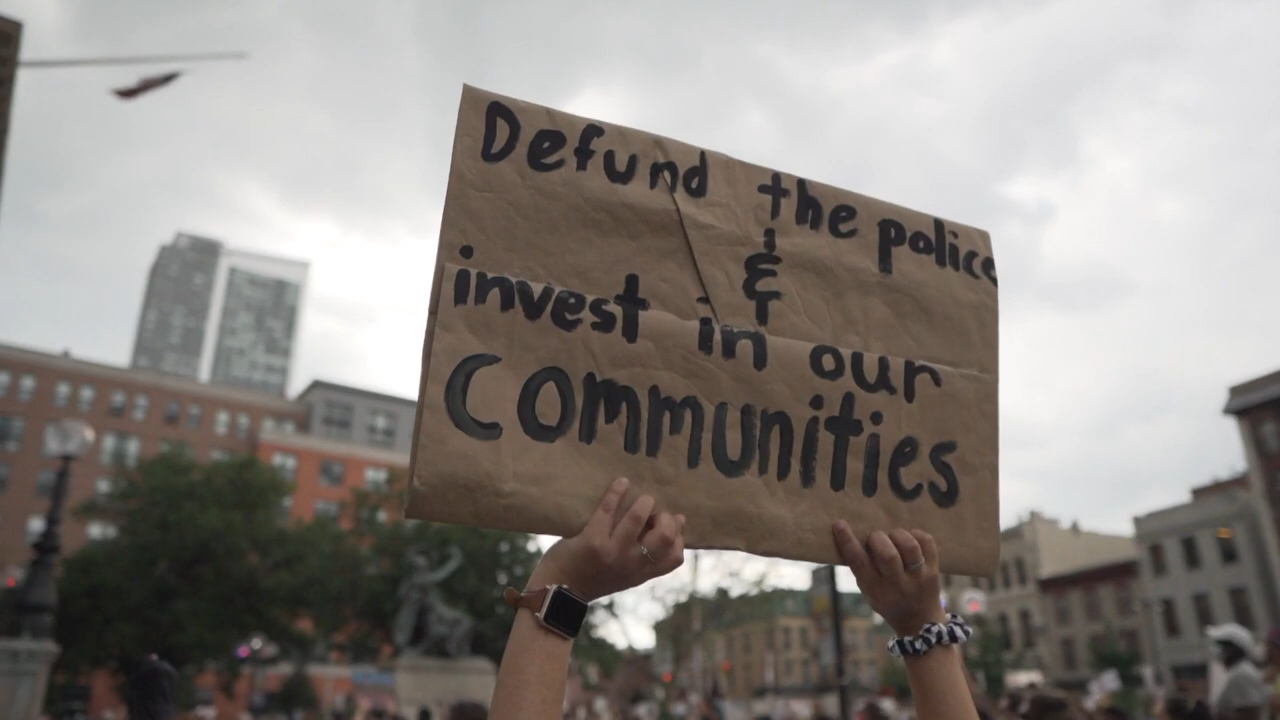 Defund the police
&
invest in our
Communities